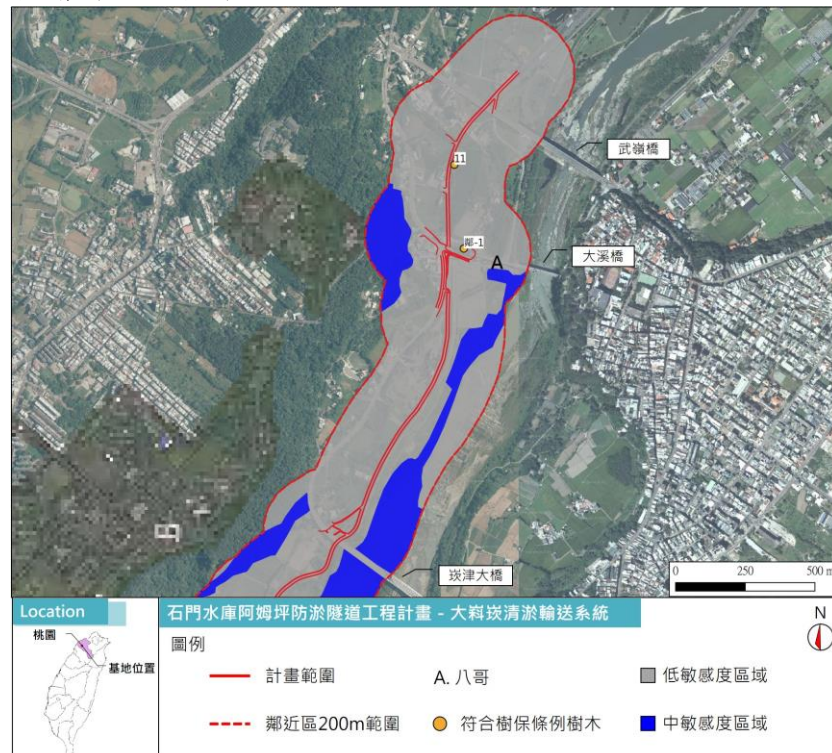 武嶺橋
11
鄰-1
大溪橋
A
崁津大橋
0 250 500 m
Location
桃園
基地位置
石門水庫阿姆坪防淤隧道工程計畫 - 大嵙崁清淤輸送系統
N
圖例
計畫範圍
A. 八哥
低敏感度區域
鄰近區200m範圍
符合樹保條例樹木
中敏感度區域